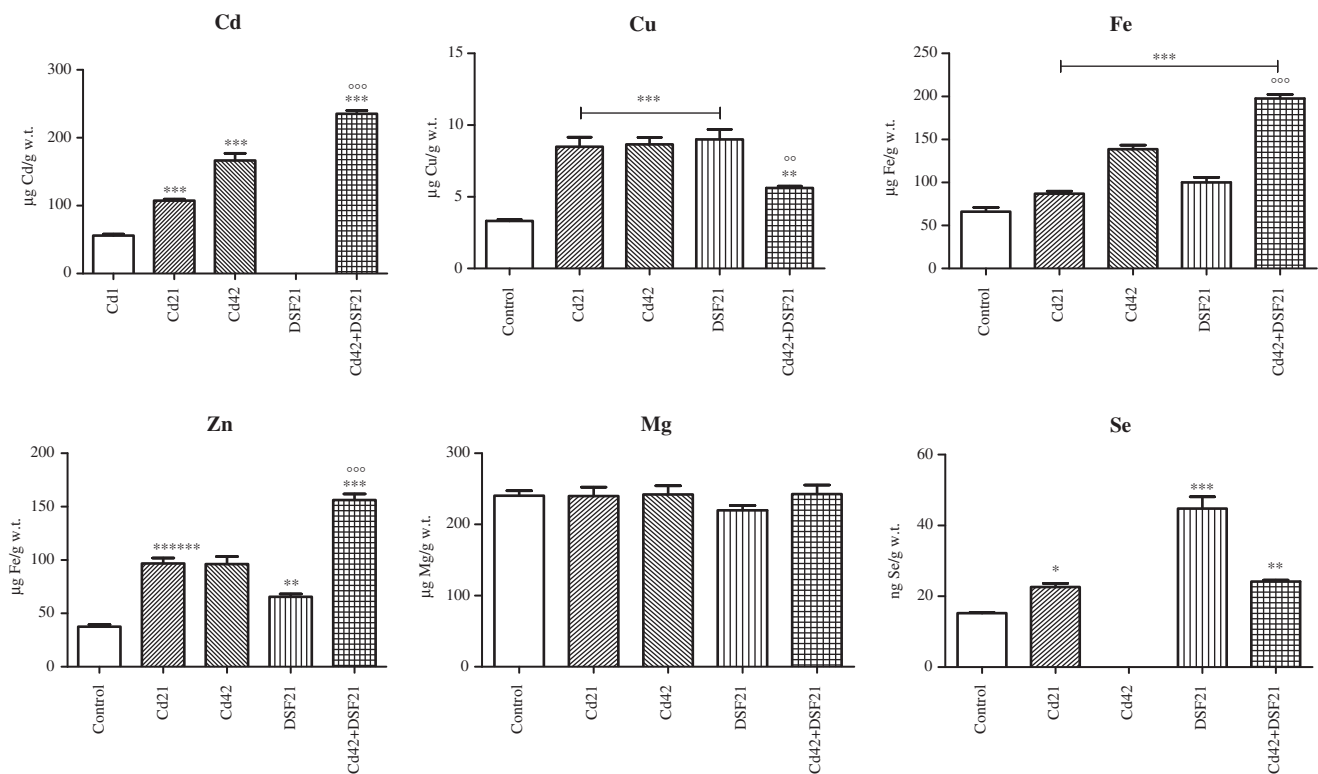 Cd
µg Cd/g w.t.
300
200
100
0
***
***
°°°
***
Cd1
Cd21
Cd42
DSF21
Cd42+DSF21
Cu
µg Cu/g w.t.
15
10
5
0
***
°°
**
Control
Cd21
Cd42
DSF21
Cd42+DSF21
Fe
µg Fe/g w.t.
250
200
150
100
50
0
***
°°°
Control
Cd21
Cd42
DSF21
Cd42+DSF21
Zn
µg Fe/g w.t.
200
150
100
50
0
******
**
°°°
***
Control
Cd21
Cd42
DSF21
Cd42+DSF21
Mg
µg Mg/g w.t.
300
200
100
0
Control
Cd21
Cd42
DSF21
Cd42+DSF21
Se
ng Se/g w.t.
60
40
20
0
*
***
**
Control
Cd21
Cd42
DSF21
Cd42+DSF21